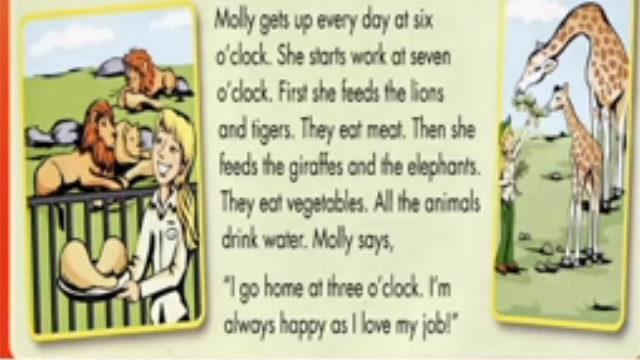 Molly gets up every day at six
o'clock. She starts work at seven
o'clock. First she feeds the lions
and tigers. They eat meat. Then she
feeds the giraffes and the elephants.
They eat vegetables. All the animals
drink water. Molly says,
"I go home at three o'clock. I'm
always happy as I love my job!"